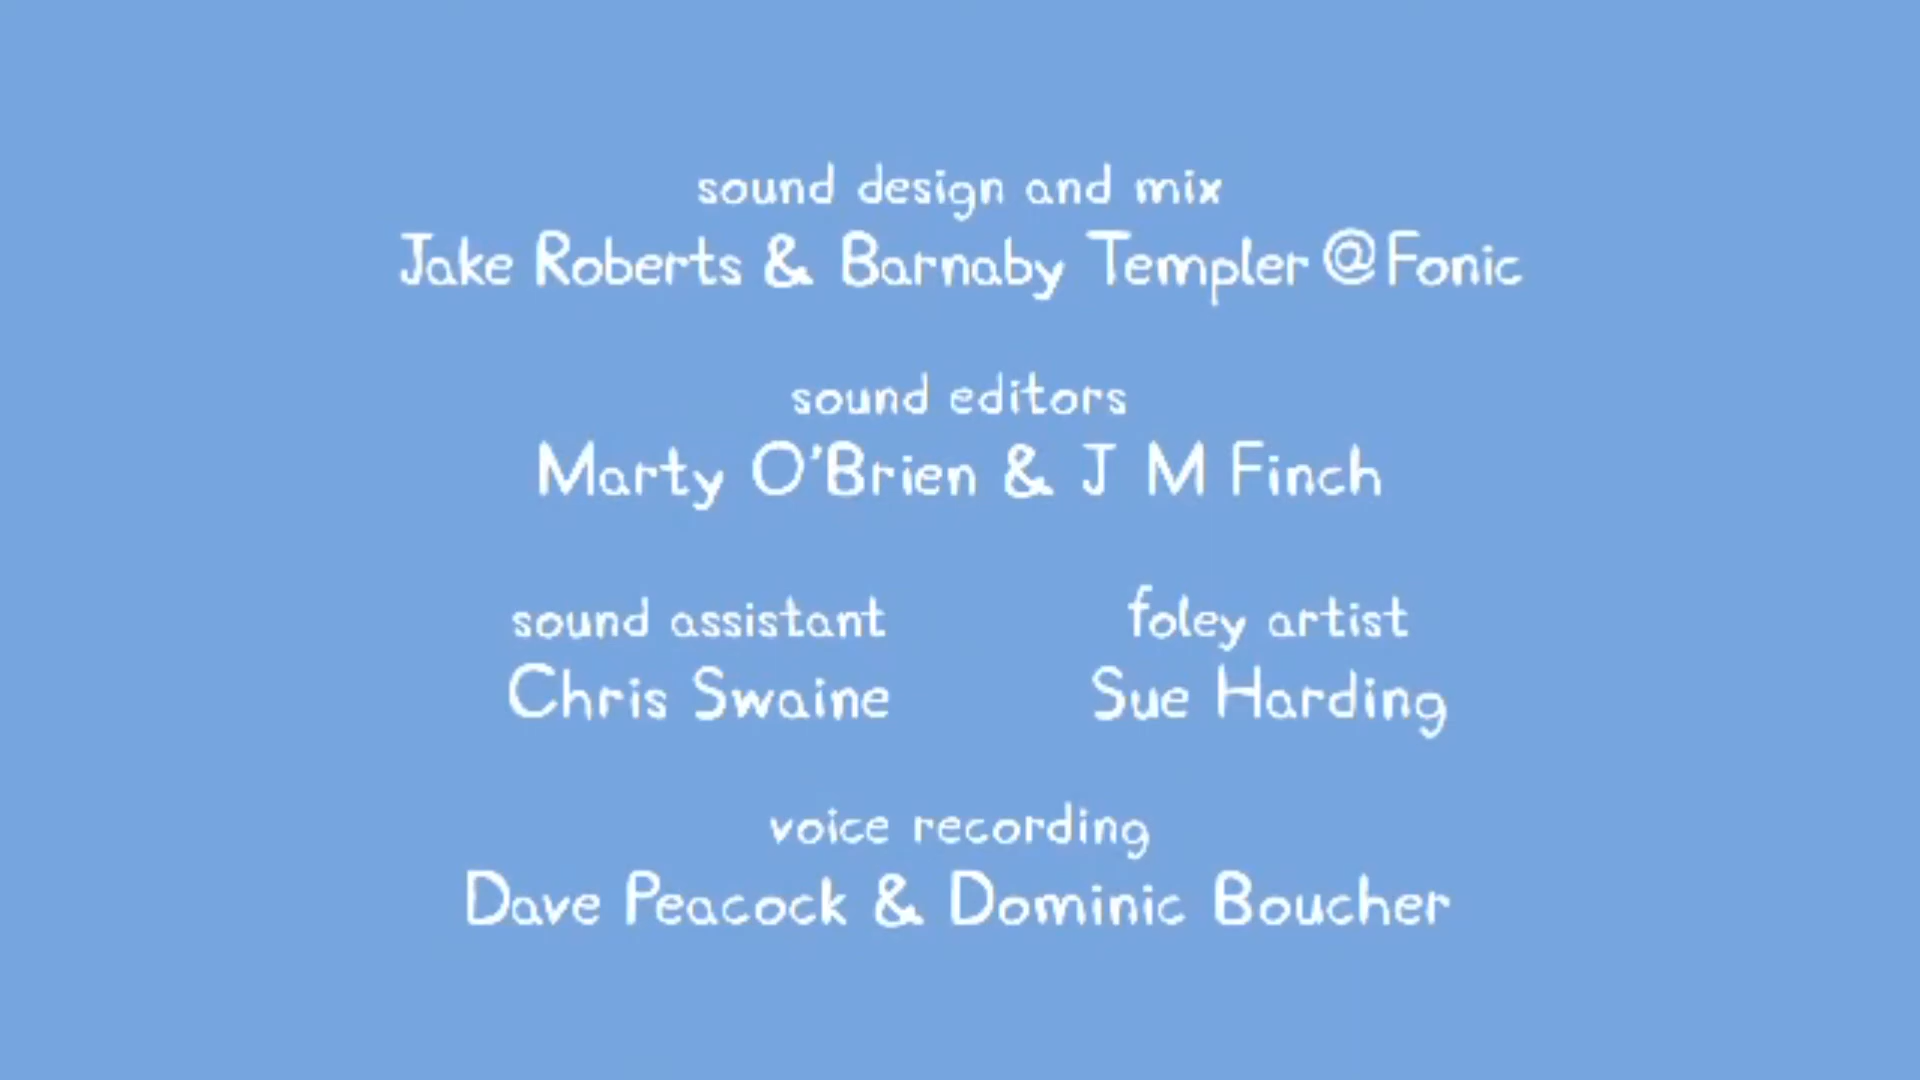 sound design and mix
Jake Roberts & Barnaby Templer @Fonic
sound editors
Marty O'Brien & J M Finch
sound assistant
Chris Swaine
foley artist
Sue Harding
voice recording
Dave Peacock & Dominic Boucher